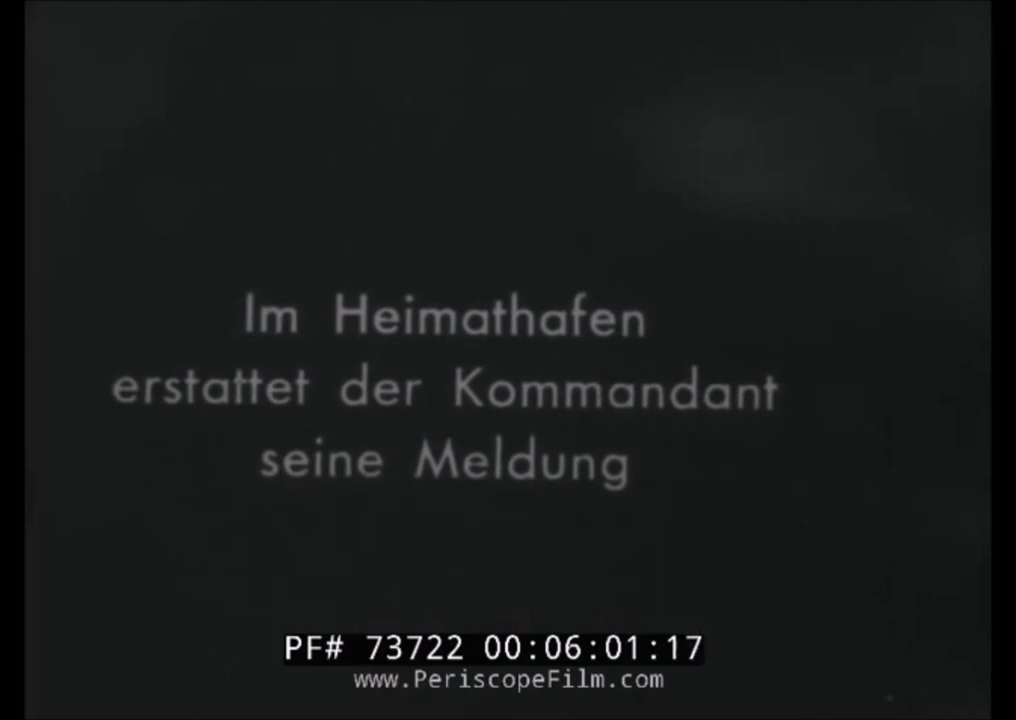 Im Heimathafen
erstattet der Kommandant
seine Meldung
PF# 73722 00:06:01:17
www.PeriscopeFilm.com